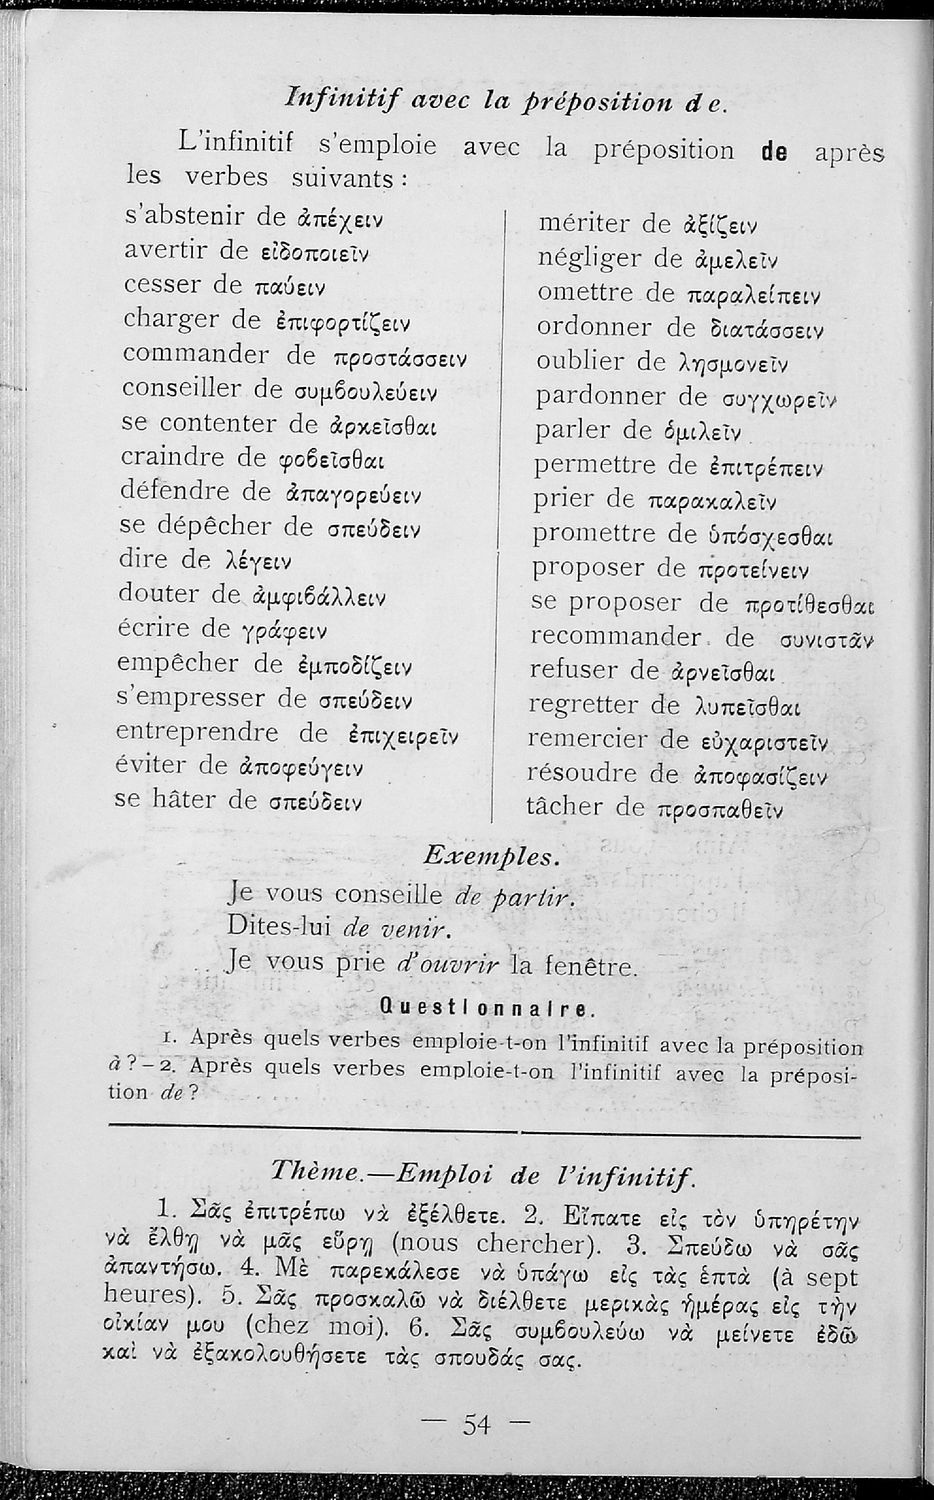 Infinitif avec la préposition de.
L'infinitif s'emploie avec la préposition de après
les verbes suivants :
s'abstenir de ἀπέχειν
avertir de εἰδοποιεῖν
cesser de παύειν
charger de ἐπιφορτίζειν
commander de προστάσσειν
conseiller de συμϐουλεύειν
se contenter de ἀρκεῖσθαι
craindre de φοϐεῖσθαι
défendre de ἀπαγορεύειν
se dépêcher de σπεύδειν
dire de λέγειν
douter de ἀμφιϐάλλειν
écrire de γράφειν
empêcher de ἐμποδίζειν
s'empresser de σπεύδειν
entreprendre de ἐπιχειρεῖν
éviter de ἀποφεύγειν
se hâter de σπεύδειν
mériter de ἀξίζειν
négliger de ἀμελεῖν
omettre de παραλείπειν
ordonner de διατάσσειν
oublier de λησμονεῖν
pardonner de συγχωρεῖν
parler de ὁμιλεῖν
permettre de ἐπιτρέπειν
prier de παρακαλεῖν
promettre de ὑπόσχεσθαι
proposer de προτείνειν
se proposer de προτίθεσθαι
recommander de συνιστᾶν
refuser de ἀρνεῖσθαι
regretter de λυπεῖσθαι
remercier de εὐχαριστεῖν
résoudre de ἀποφασίζειν
tâcher de προσπαθεῖν
Exemples.
Je vous conseille de partir.
Dites-lui de venir.
Je vous prie d'ouvrir la fenêtre.
Questionnaire.
1. Après quels verbes emploie-t-on l'infinitif avec la préposition
à ? – 2. Après quels verbes emploie-t-on l'infinitif avec la préposi-
tion de ?
Thème.—Emploi de l'infinitif.
1. Σᾶς ἐπιτρέπω νὰ ἐξέλθετε. 2. Εἴπατε εἰς τὸν ὑπηρέτην
νὰ ἔλθῃ νὰ μᾶς εὕρῃ (nous chercher). 3. Σπεύδω νὰ σᾶς
ἀπαντήσω. 4. Μὲ παρεκάλεσε νὰ ὑπάγω εἰς τὰς ἑπτὰ (à sept
heures). 5. Σᾶς προσκαλῶ νὰ διέλθετε μερικὰς ἡμέρας εἰς τὴν
οἰκίαν μου (chez moi). 6. Σᾶς συμϐουλεύω νὰ μείνετε ἐδῶ
καὶ νὰ ἐξακολουθήσετε τὰς σπουδάς σας.
— 54 —